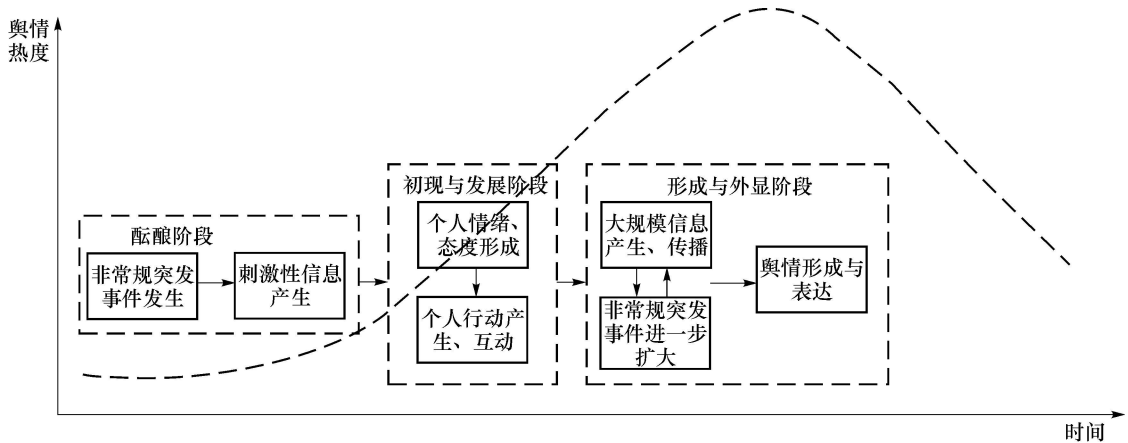 舆情
热度
酝酿阶段
非常规突发
事件发生
刺激性信息
产生
初现与发展阶段
个人情绪、
态度形成
个人行动产
生、互动
形成与外显阶段
大规模信息
产生、传播
非常规突发
事件进一步
扩大
舆情形成与
表达
时间